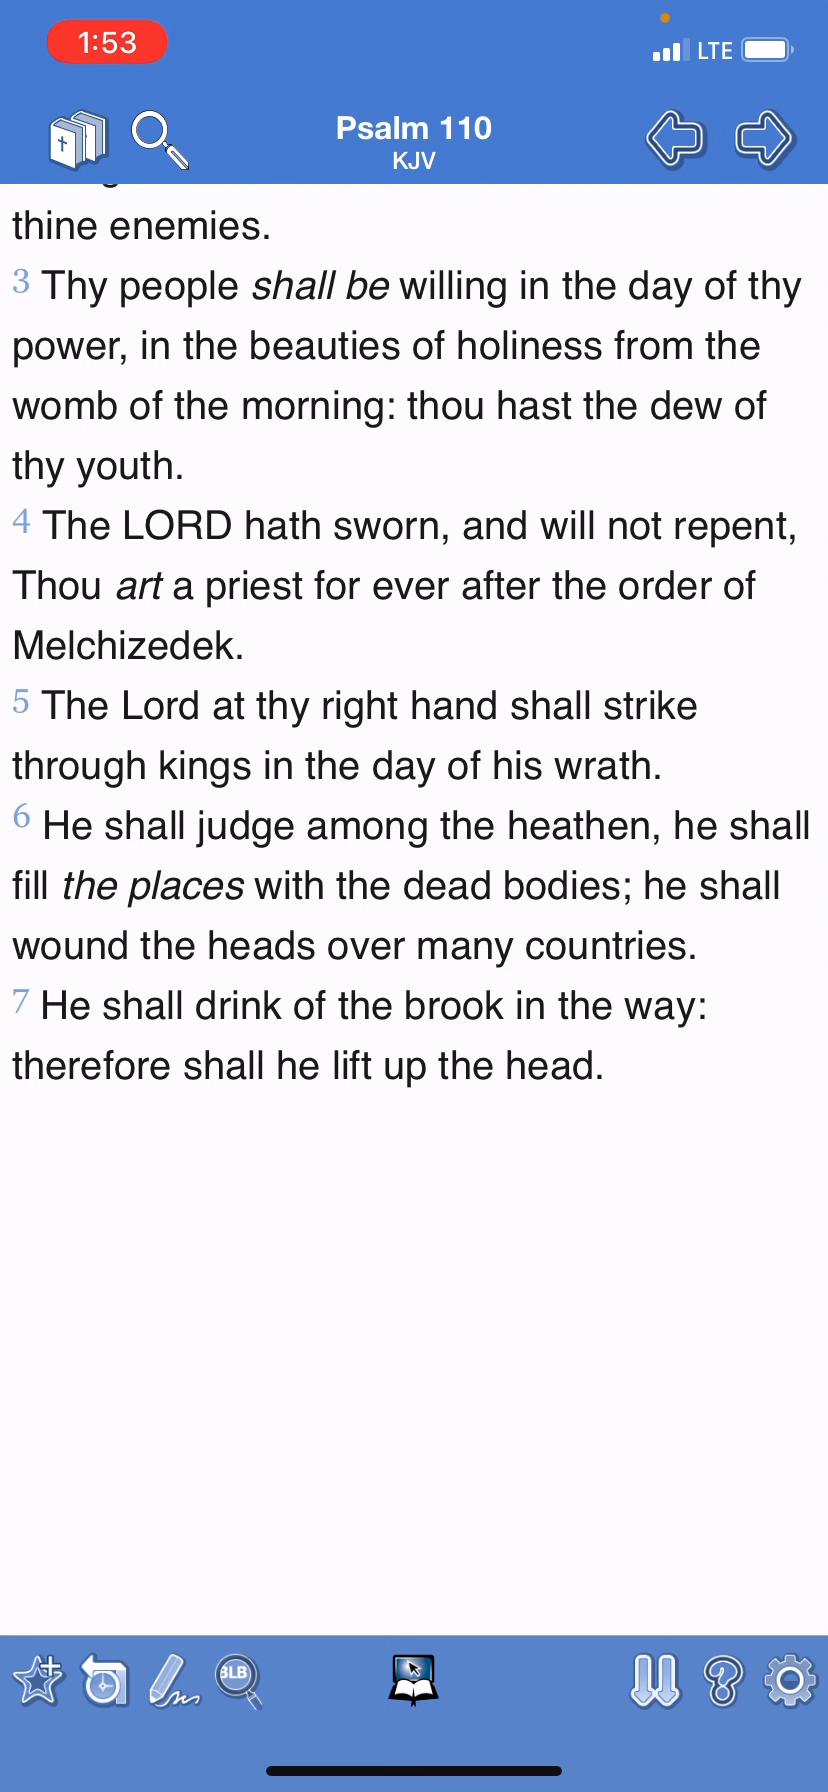 1:53
LTE
Psalm 110
KJV
thine enemies.
3 Thy people shall be willing in the day of thy
power, in the beauties of holiness from the
womb of the morning: thou hast the dew of
thy youth.
4 The LORD hath sworn, and will not repent,
Thou art a priest for ever after the order of
Melchizedek.
5 The Lord at thy right hand shall strike
through kings in the day of his wrath.
6 He shall judge among the heathen, he shall
fill the places with the dead bodies; he shall
wound the heads over many countries.
7 He shall drink of the brook in the way:
therefore shall he lift up the head.
BLB